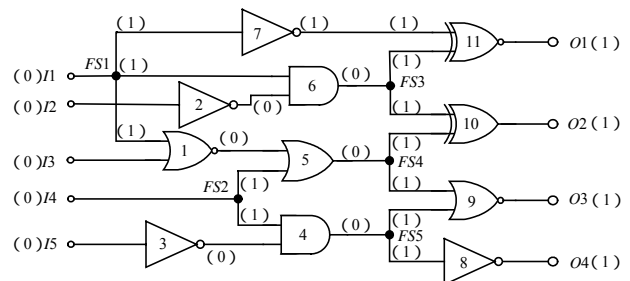 (1) 7 (1) (1) 11 O1(1)
FS1
(0)I1 (1) 6 (0) FS3 (1)
(0)I2 2 (0) (1) 10 O2(1)
(1) 1 (0) 5 (0) FS4 (1)
(0)I3
(0)I4 FS2 (1) (1) 9 O3(1)
(1) 4 (0) FS5 (1)
(0)I5 3 (0) (1) 8 O4(1)